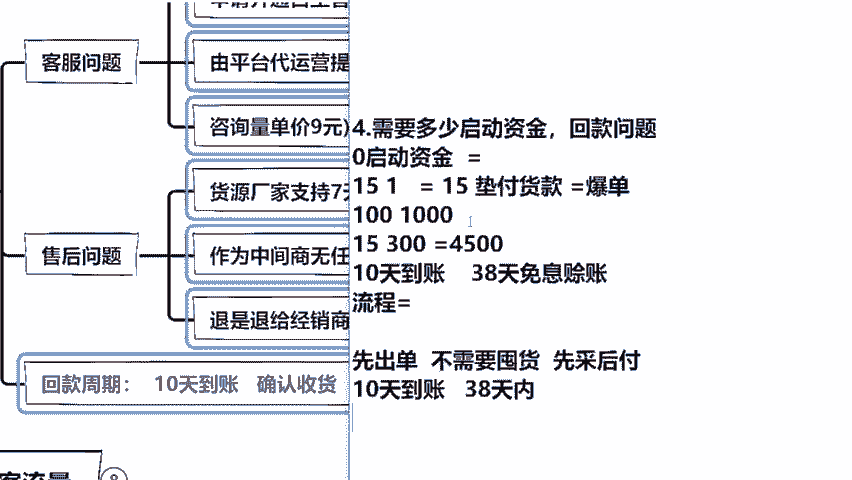 客服问题
由平台代运营提
咨询量单价9元)
货源厂家支持7天
售后问题
作为中间商无任
退是退给经销商
回款周期： 10天到账 确认收货
客流量
4.需要多少启动资金，回款问题
0启动资金 =
15 1 = 15 垫付货款 =爆单
100 1000
15 300 =4500
10天到账 38天免息赊账
流程=
先出单 不需要囤货 先采后付
10天到账 38天内